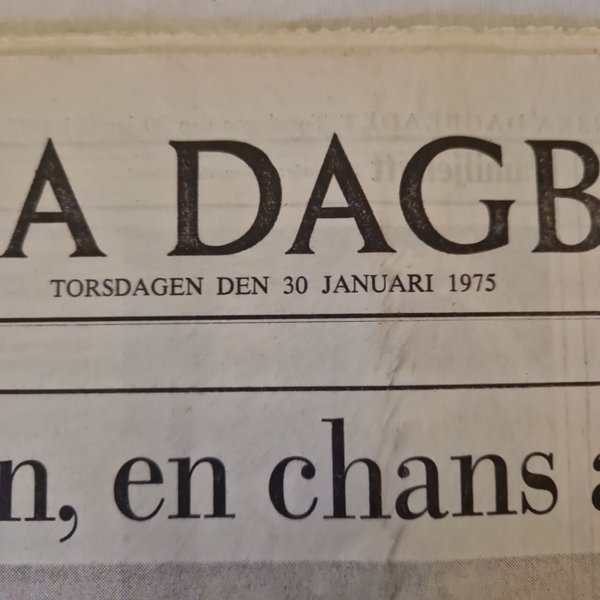 A DAGB
TORSDAGEN DEN 30 JANUARI 1975
n, en chans a